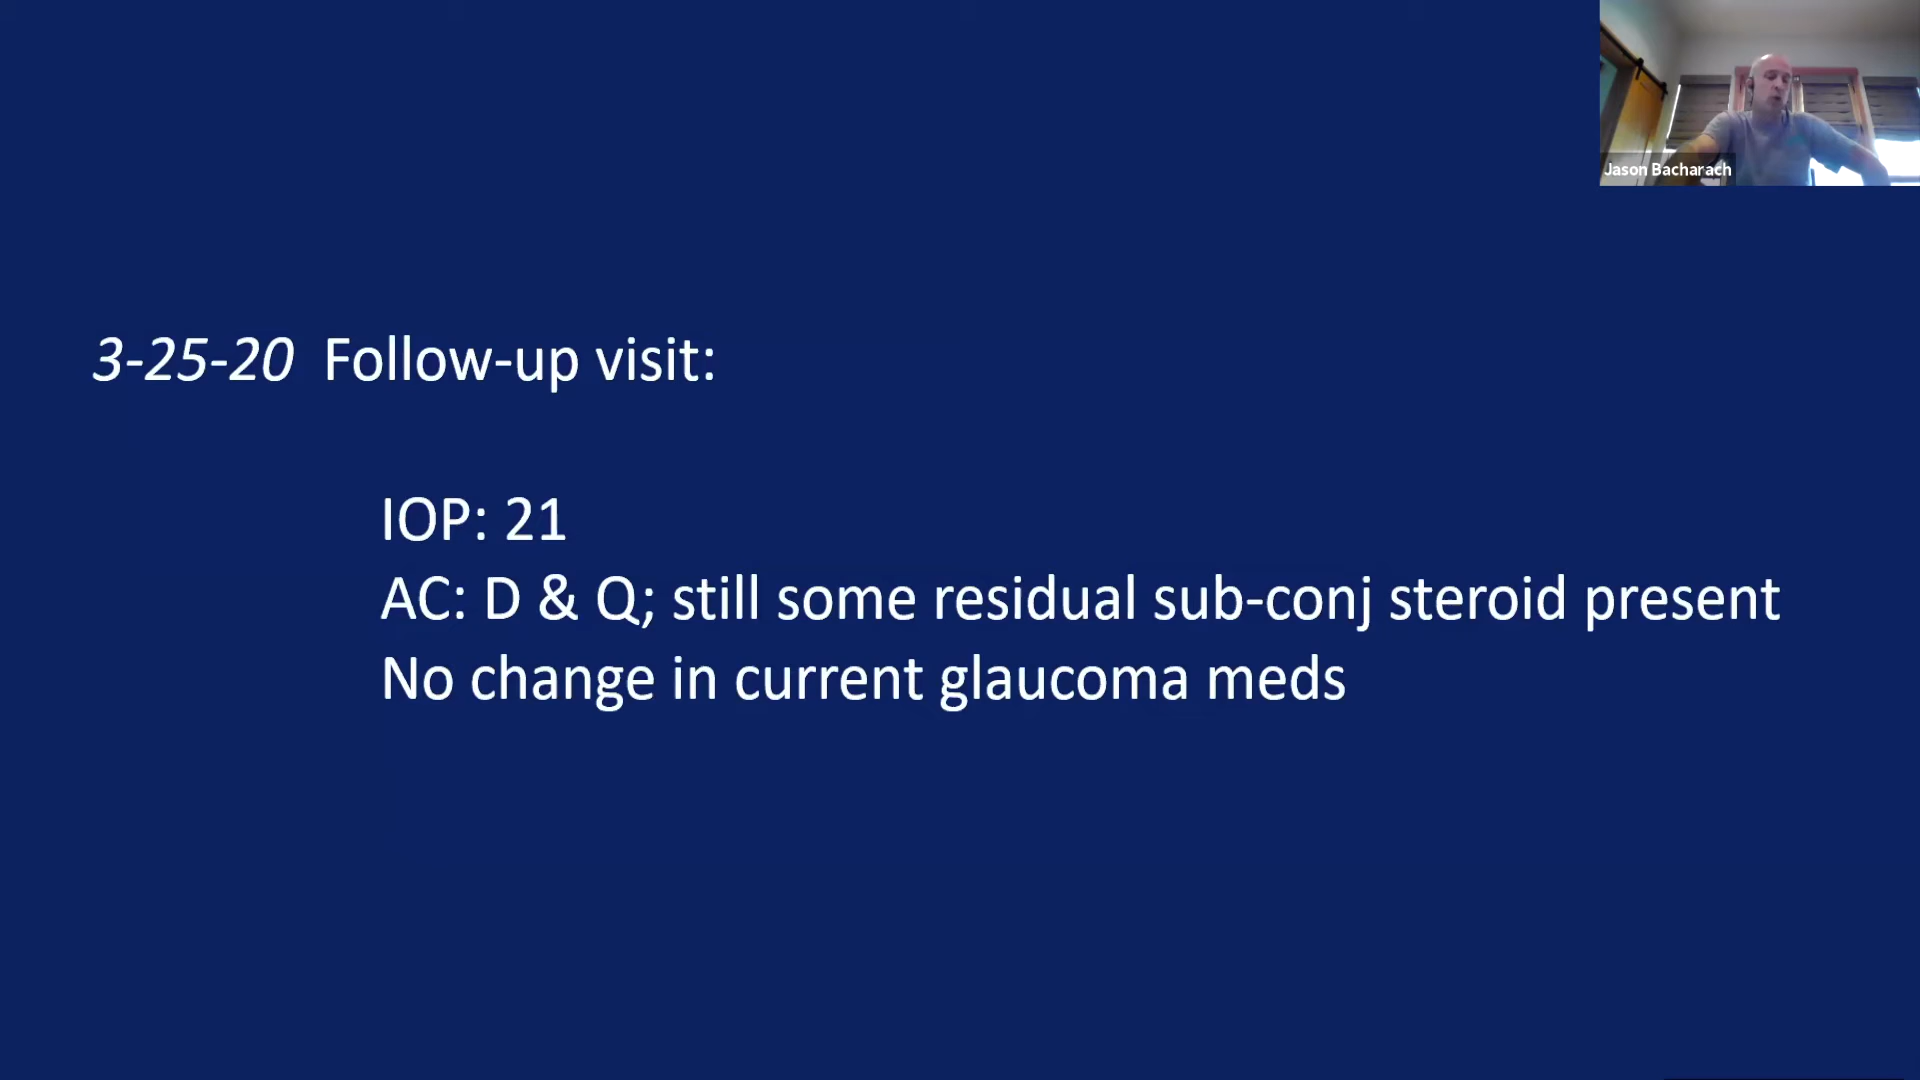 Jason Bacharach
3-25-20 Follow-up visit:
IOP: 21
AC: D & Q; still some residual sub-conj steroid present
No change in current glaucoma meds